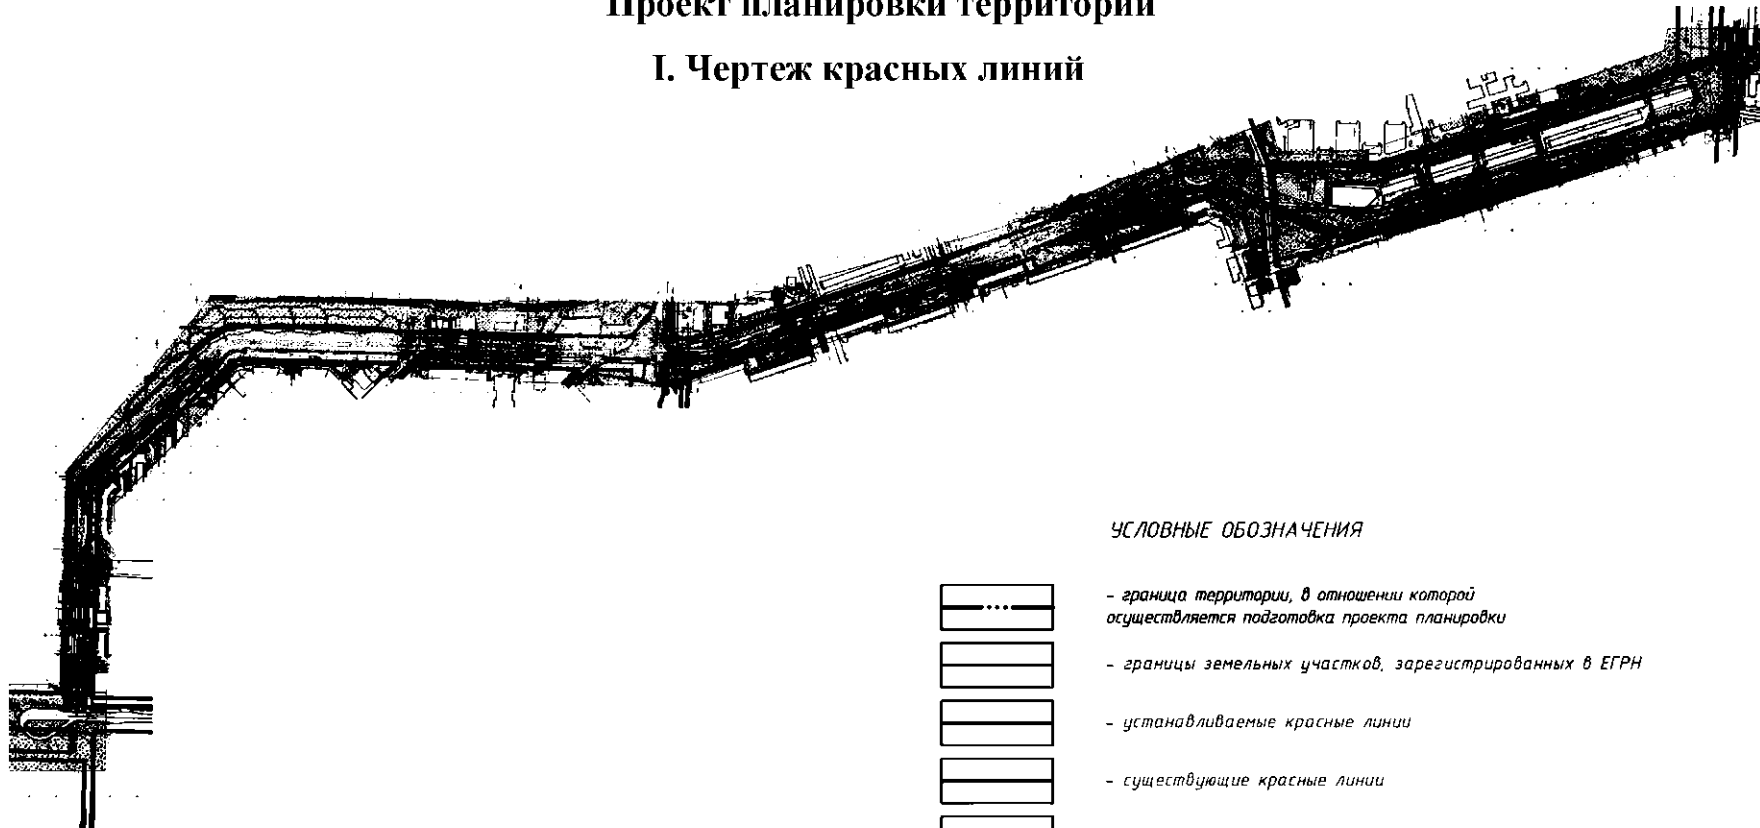 Проект планировки территории
I. Чертеж красных линий
УСЛОВНЫЕ ОБОЗНАЧЕНИЯ
- граница территории, в отношении которой
осуществляется подготовка проекта планировки
- границы земельных участков, зарегистрированных в ЕГРН
- устанавливаемые красные линии
- существующие красные линии